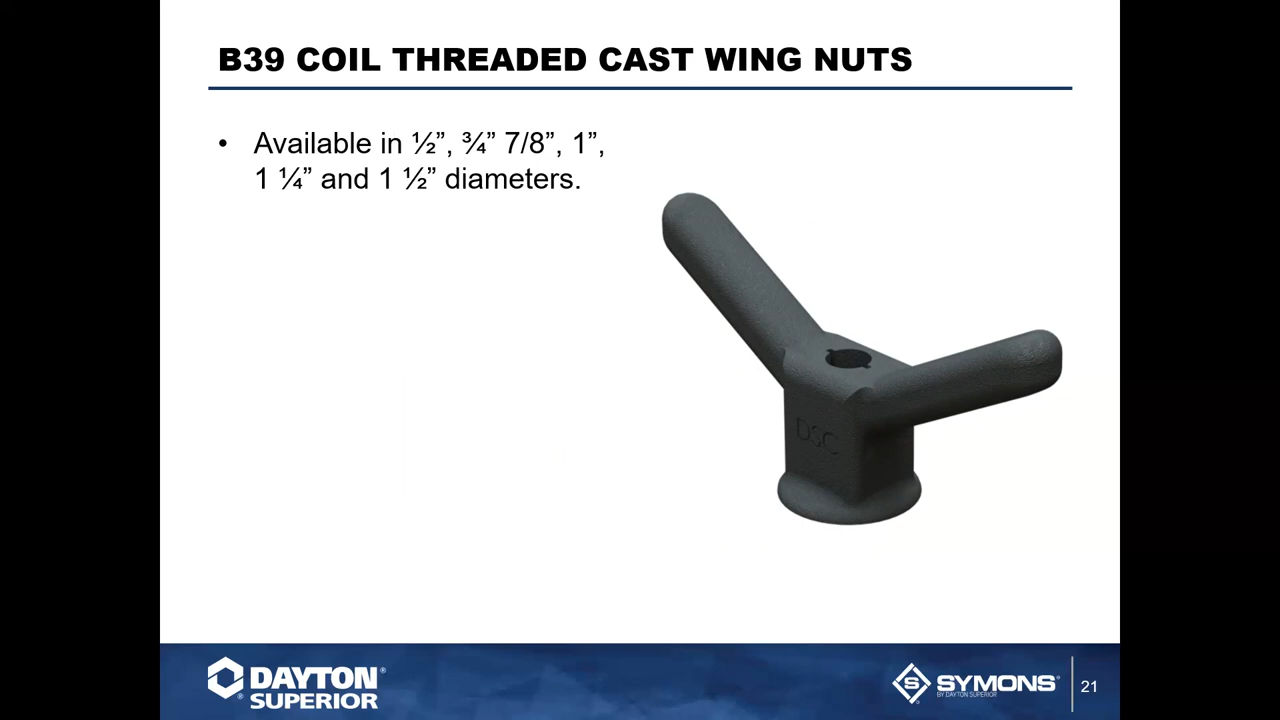 B39 COIL THREADED CAST WING NUTS
• Available in ½”, ¾” 7/8”, 1”,
1 ¼” and 1 ½” diameters.
DSC
DAYTON®
®SUPERIOR
S SYMONS®
BY DAYTON SUPERIOR
21